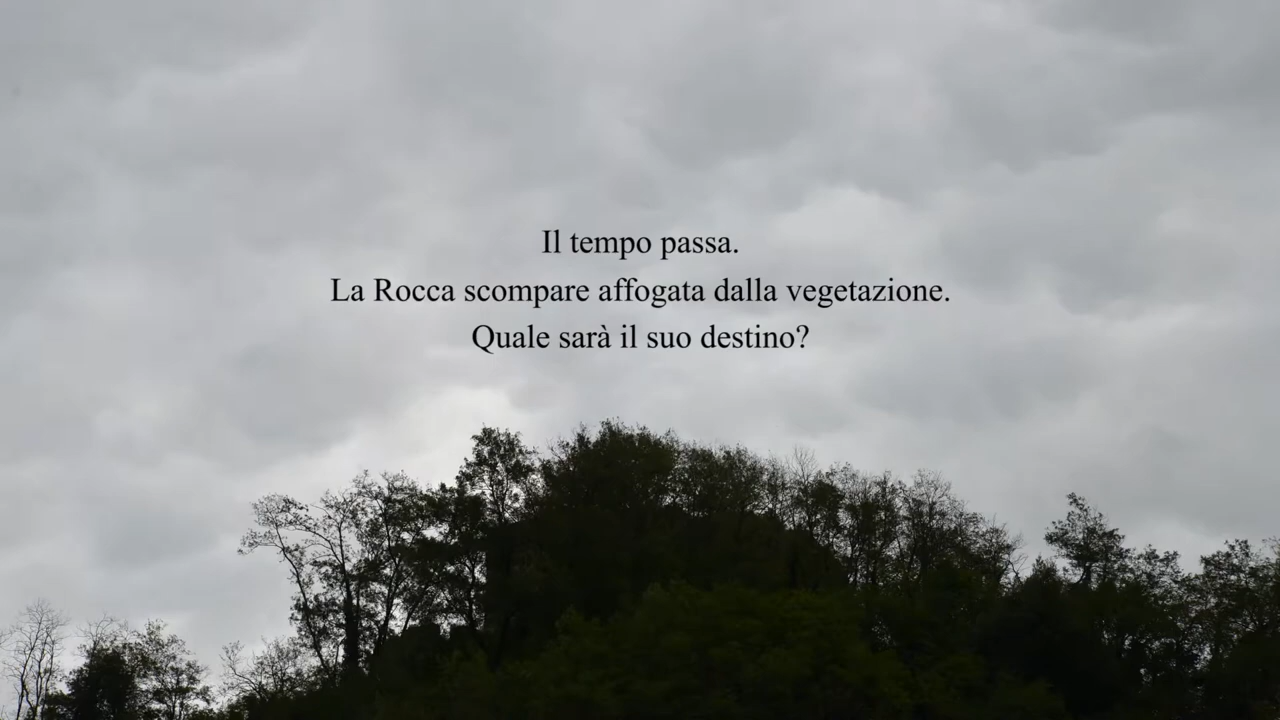 Il tempo passa.
La Rocca scompare affogata dalla vegetazione.
Quale sarà il suo destino?